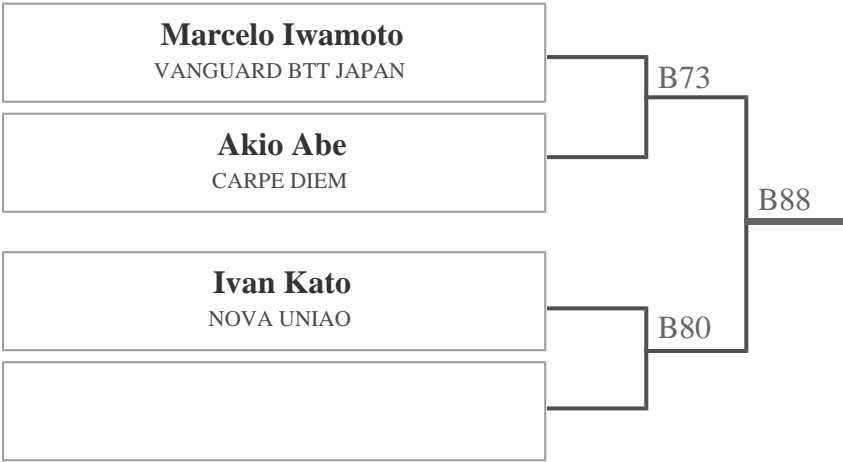 Marcelo Iwamoto
VANGUARD BTT JAPAN
B73
Akio Abe
CARPE DIEM
B88
Ivan Kato
NOVA UNIAO
B80